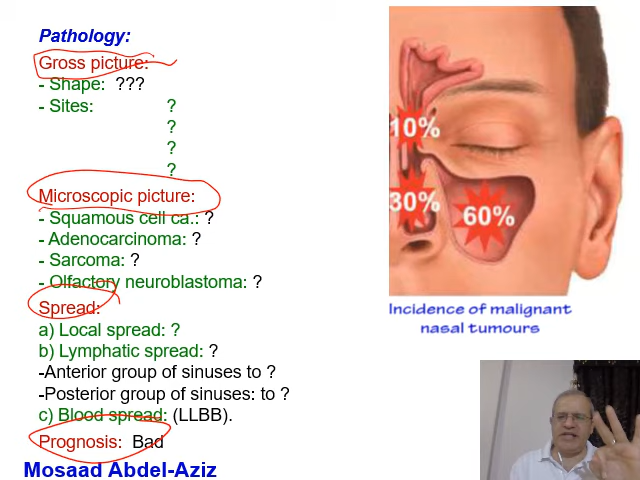 Pathology:
Gross picture:
- Shape: ???
- Sites: ?
?
?
?
Microscopic picture:
- Squamous cell ca.: ?
- Adenocarcinoma: ?
- Sarcoma: ?
- Olfactory neuroblastoma: ?
Spread:
a) Local spread: ?
b) Lymphatic spread: ?
-Anterior group of sinuses to ?
-Posterior group of sinuses: to ?
c) Blood spread: (LLBB).
Prognosis: Bad
Mosaad Abdel-Aziz
10%
30%
60%
Incidence of malignant
nasal tumours